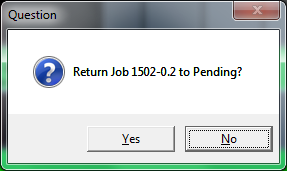 Question
Return Job 1502-0.2 to Pending?
Yes
No